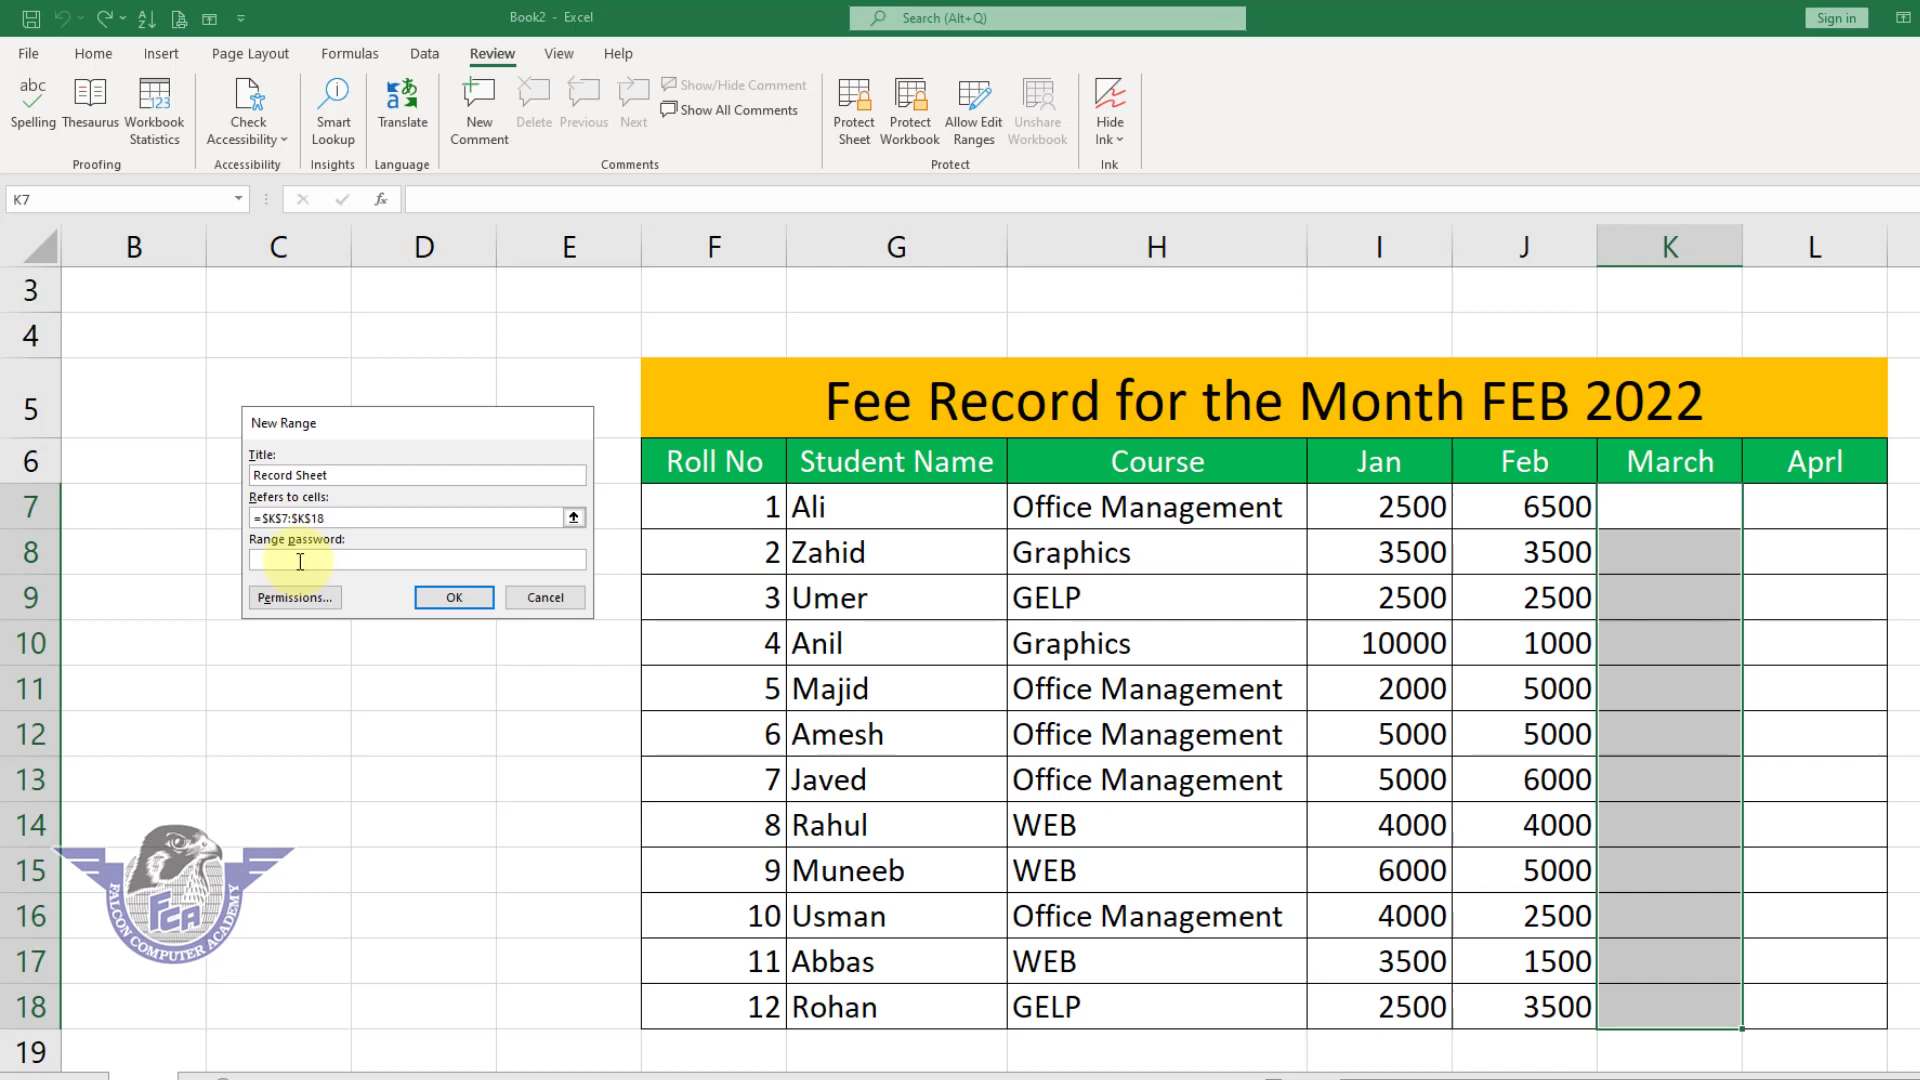 Book2 - Excel
Search (Alt+Q)
Sign in
File Home Insert Page Layout Formulas Data Review View Help
abc
Spelling
Thesaurus
123
Workbook Statistics
Proofing
Check Accessibility
Accessibility
Smart Lookup
Insights
Translate
Language
New Comment
Delete
Previous
Next
Show/Hide Comment
Show All Comments
Comments
Protect Sheet
Protect Workbook
Allow Edit Ranges
Unshare Workbook
Protect
Hide Ink
Ink
K7
fx
B C D E F G H I J K L
3
4
5 Fee Record for the Month FEB 2022
6 Roll No Student Name Course Jan Feb March Aprl
7 1 Ali Office Management 2500 6500
8 2 Zahid Graphics 3500 3500
9 3 Umer GELP 2500 2500
10 4 Anil Graphics 10000 1000
11 5 Majid Office Management 2000 5000
12 6 Amesh Office Management 5000 5000
13 7 Javed Office Management 5000 6000
14 8 Rahul WEB 4000 4000
15 9 Muneeb WEB 6000 5000
16 10 Usman Office Management 4000 2500
17 11 Abbas WEB 3500 1500
18 12 Rohan GELP 2500 3500
19
New Range
Title:
Record Sheet
Refers to cells:
=$K$7:$K$18
Range password:
Permissions...
OK
Cancel
FCA
FALCON COMPUTER ACADEMY